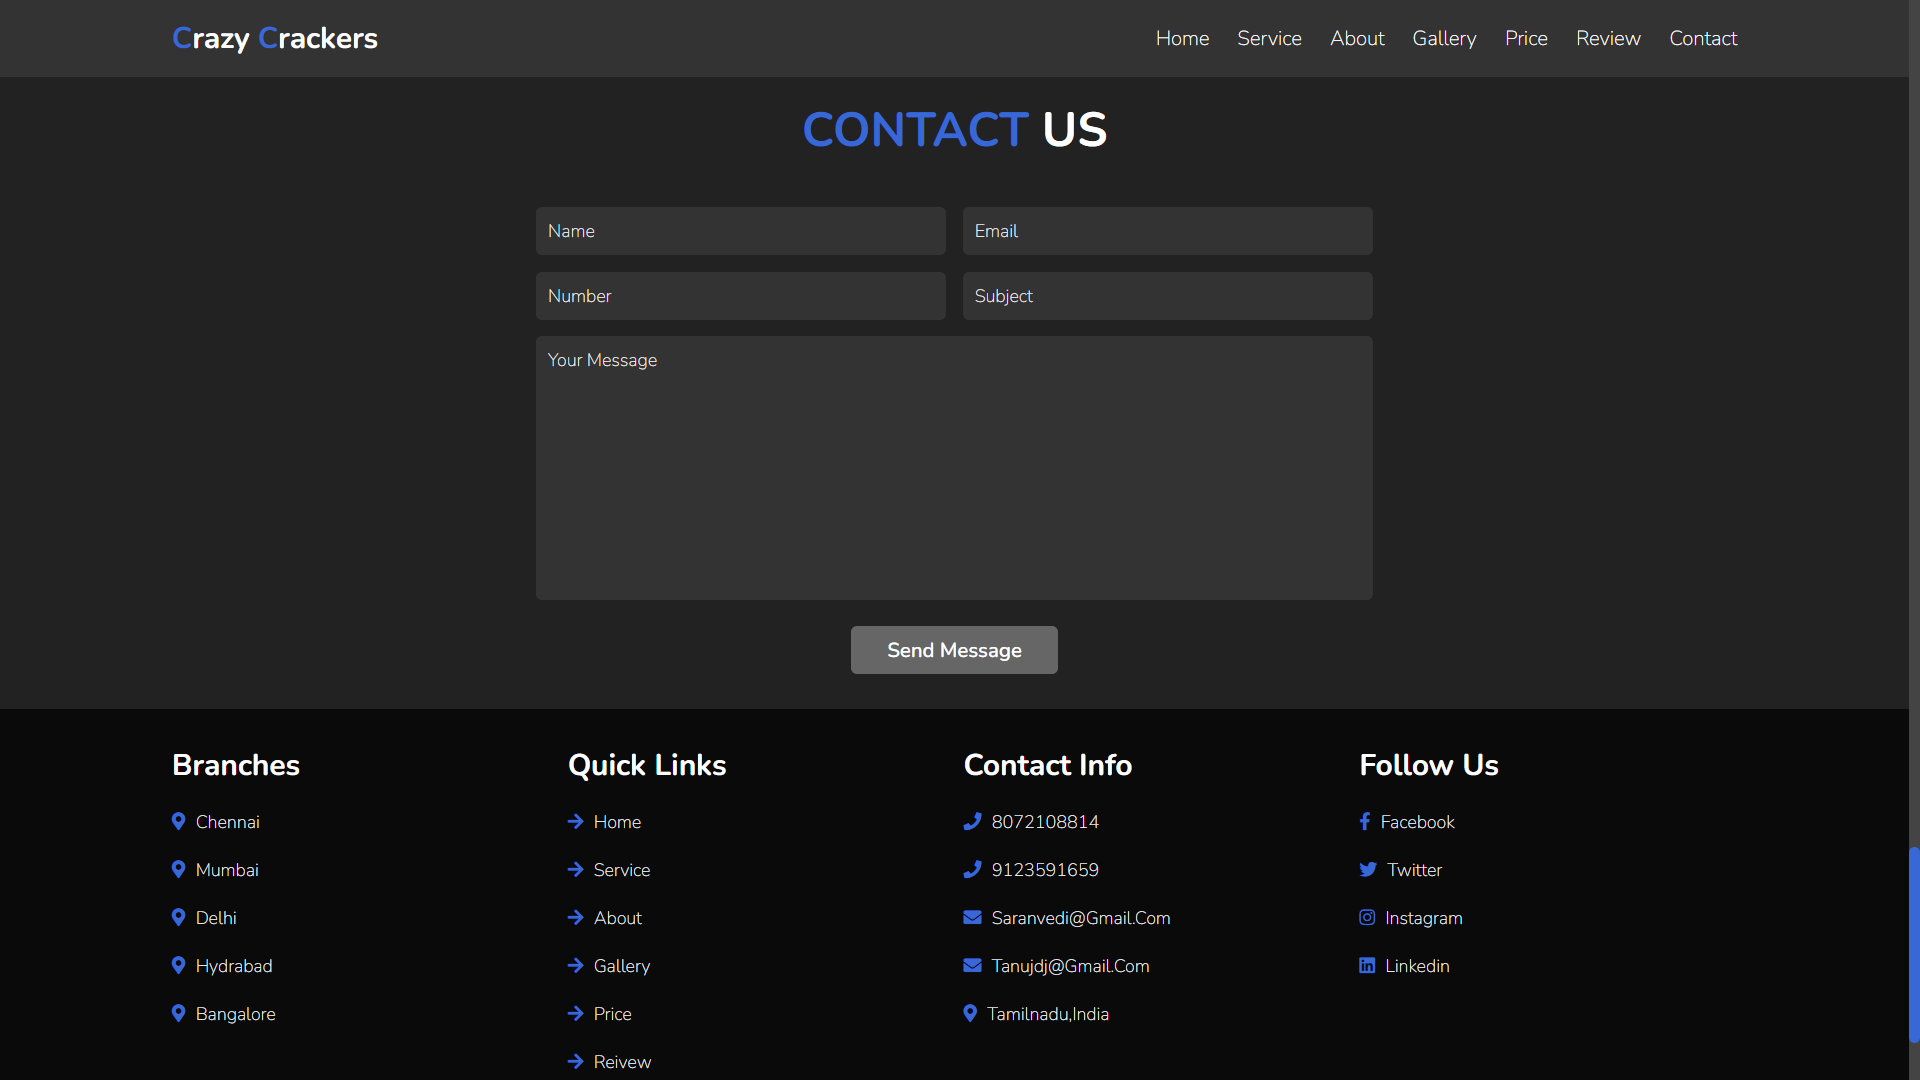 Crazy Crackers
Home Service About Gallery Price Review Contact
CONTACT US
Name
Email
Number
Subject
Your Message
Send Message
Branches
Chennai
Mumbai
Delhi
Hydrabad
Bangalore
Quick Links
Home
Service
About
Gallery
Price
Reivew
Contact Info
8072108814
9123591659
Saranvedi@Gmail.Com
Tanujdj@Gmail.Com
Tamilnadu,India
Follow Us
Facebook
Twitter
Instagram
Linkedin